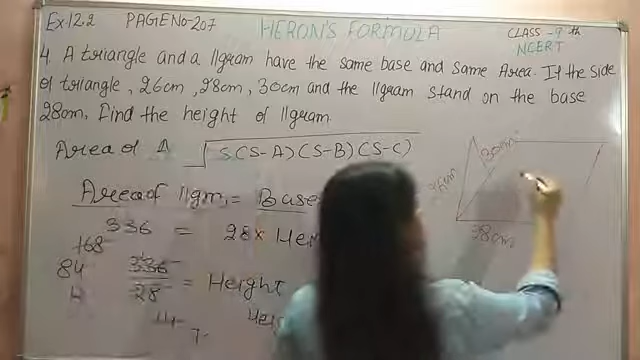 Ex:12.2 PAGE No-207 HERON'S FORMULA CLASS-9th
NCERT
4. A triangle and a llgram have the same base and same Area. If the side
of triangle, 26cm, 28cm, 30cm and the llgram stand on the base
28cm, find the height of llgram.
Area of Δ √S(S-A)(S-B)(S-C)
30cm
Area of llgm = Base
26cm
336 = 28× Hei
28cm
168
84 336/28 = Height
14
7